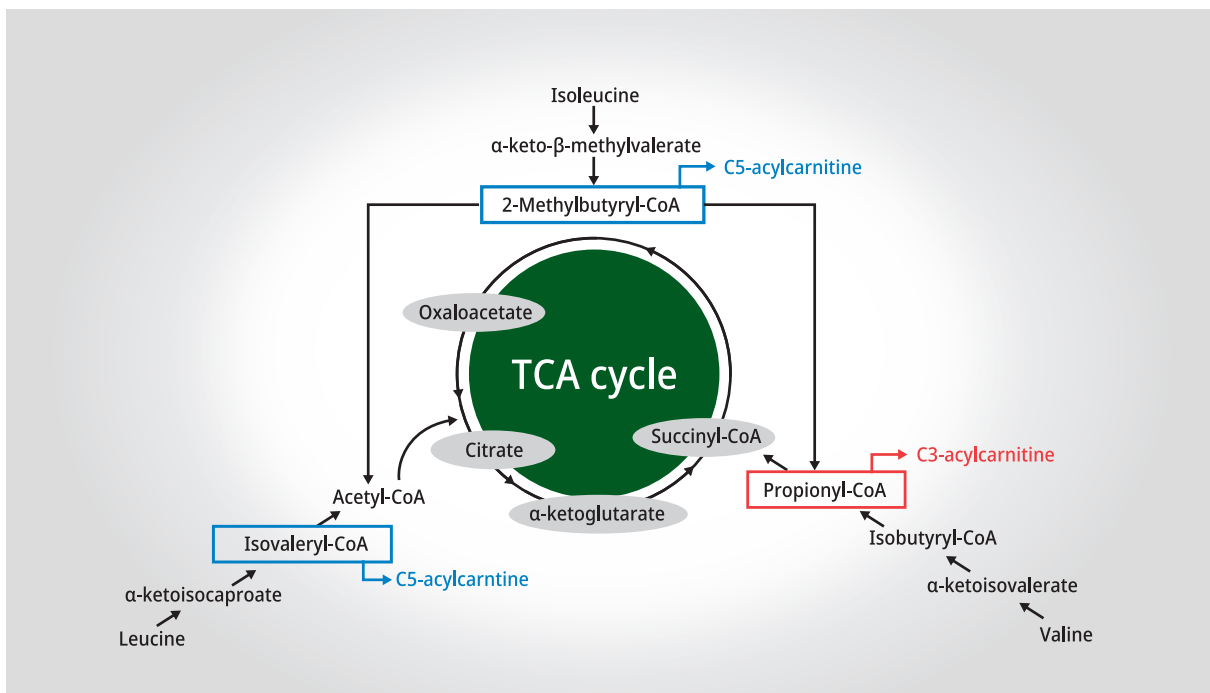 Isoleucine
α-keto-β-methylvalerate
C5-acylcarnitine
2-Methylbutyryl-CoA
Oxaloacetate
TCA cycle
Citrate
Succinyl-CoA
α-ketoglutarate
Acetyl-CoA
Isovaleryl-CoA
C5-acylcarntine
α-ketoisocaproate
Leucine
C3-acylcarnitine
Propionyl-CoA
Isobutyryl-CoA
α-ketoisovalerate
Valine